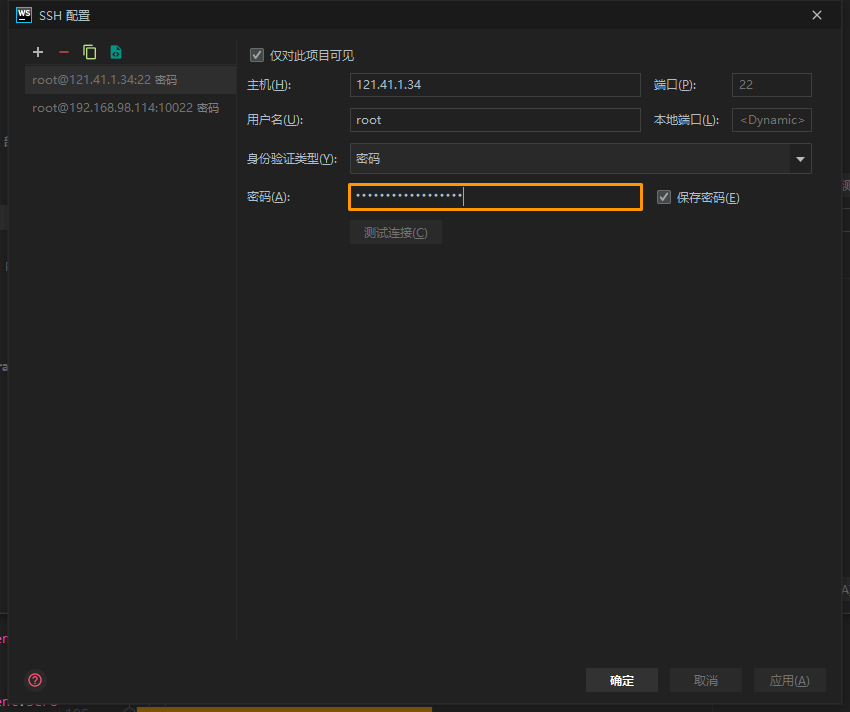 WS SSH 配置
root@121.41.1.34:22 密码
root@192.168.98.114:10022 密码
仅对此项目可见
主机(H): 121.41.1.34 端口(P): 22
用户名(U): root 本地端口(L): <Dynamic>
身份验证类型(Y): 密码
密码(A): •••••••••••••••••• 保存密码(E)
测试连接(C)
确定 取消 应用(A)